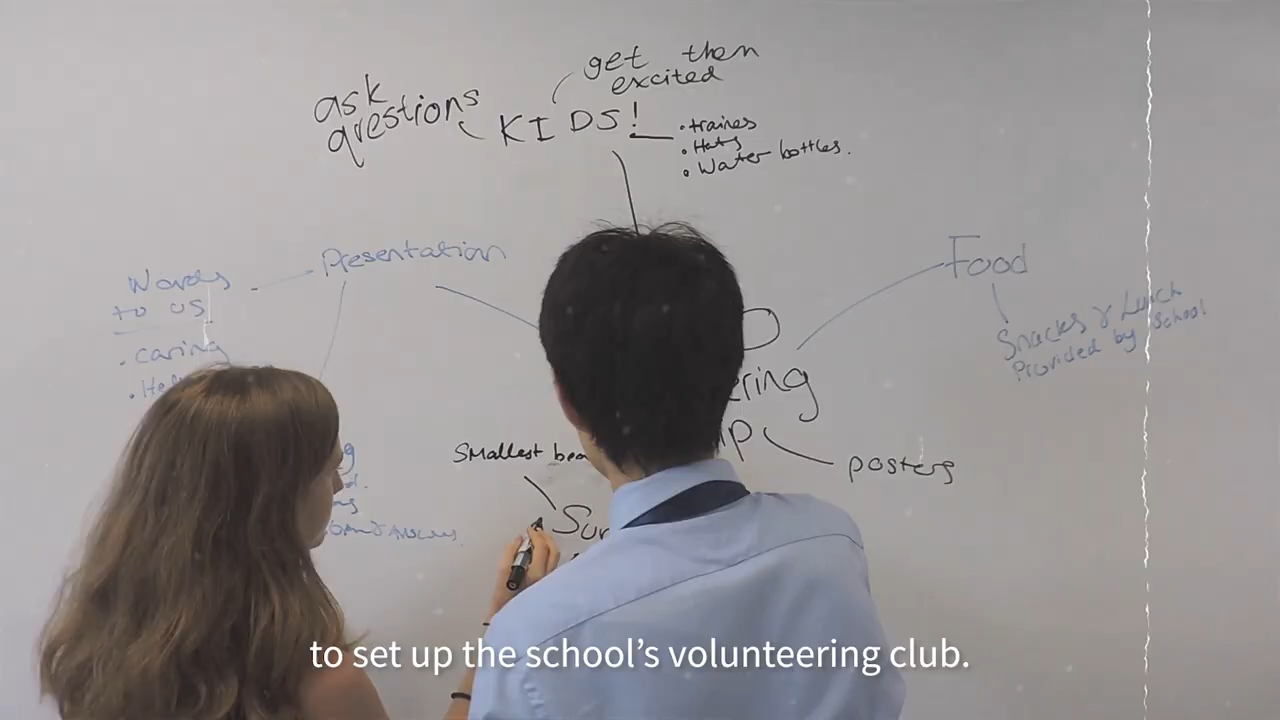 get them
excited
ask
questions
KIDS!
• traines
• Hats
• Water bottles.
Presentation
Food
Words
to us
• caring
Snacks & Lunch
Provided by school
ering
posters
Smallest
to set up the school's volunteering club.